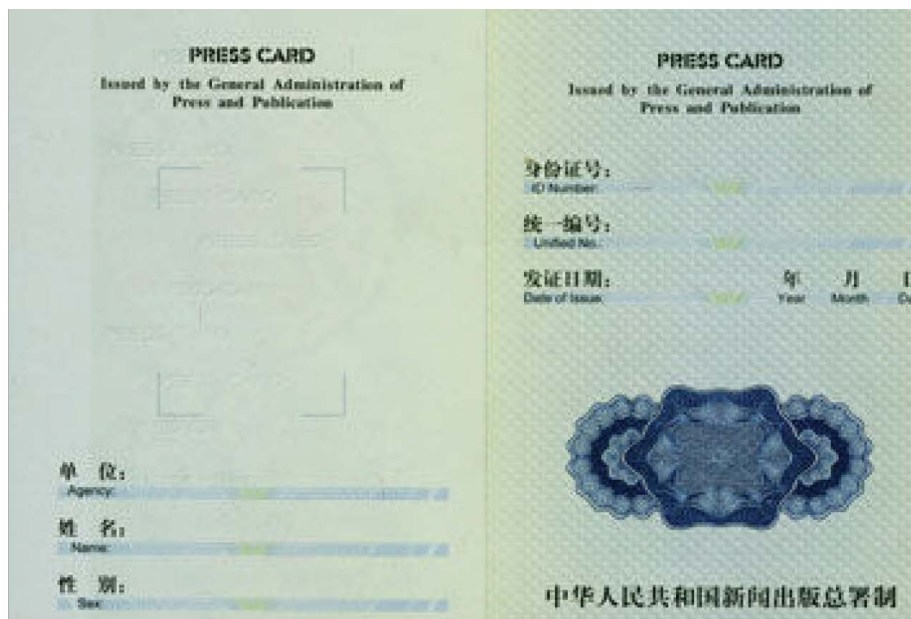 PRESS CARD
Issued by the General Administration of
Press and Publication
单 位:
Agency:
姓 名:
Name:
性 别:
Sex:
PRESS CARD
Issued by the General Administration of
Press and Publication
身份证号:
ID Number:
统一编号:
Unified No.:
发证日期: 年 月
Date of Issue: Year Month
中华人民共和国新闻出版总署制